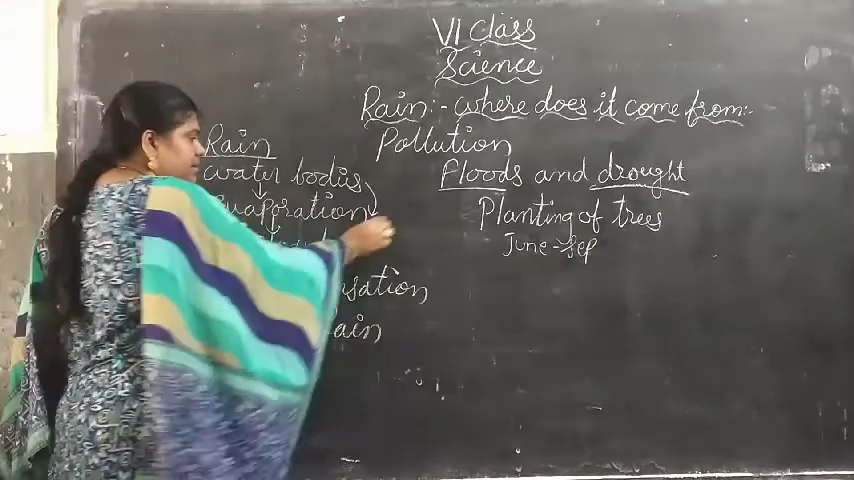 VI Class
Science
Rain:- where does it come from:-
Pollution
Floods and drought
Planting of trees
June-Sep
Rain
water bodies
Evaporation